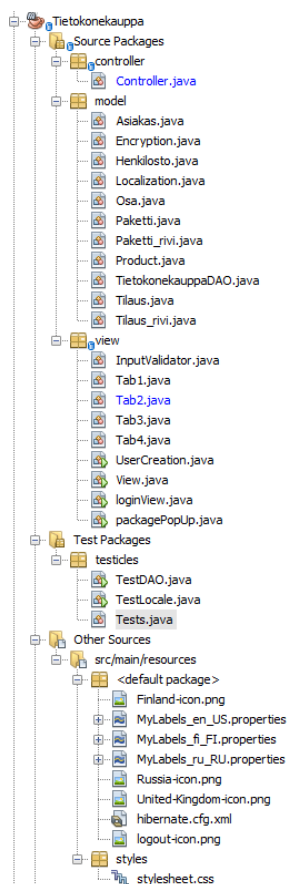 Tietokonekauppa
Source Packages
controller
Controller.java
model
Asiakas.java
Encryption.java
Henkilosto.java
Localization.java
Osa.java
Paketti.java
Paketti_rivi.java
Product.java
TietokonekauppaDAO.java
Tilaus.java
Tilaus_rivi.java
view
InputValidator.java
Tab1.java
Tab2.java
Tab3.java
Tab4.java
UserCreation.java
View.java
loginView.java
packagePopUp.java
Test Packages
testicles
TestDAO.java
TestLocale.java
Tests.java
Other Sources
src/main/resources
<default package>
Finland-icon.png
MyLabels_en_US.properties
MyLabels_fi_FI.properties
MyLabels_ru_RU.properties
Russia-icon.png
United-Kingdom-icon.png
hibernate.cfg.xml
logout-icon.png
styles
stylesheet.css